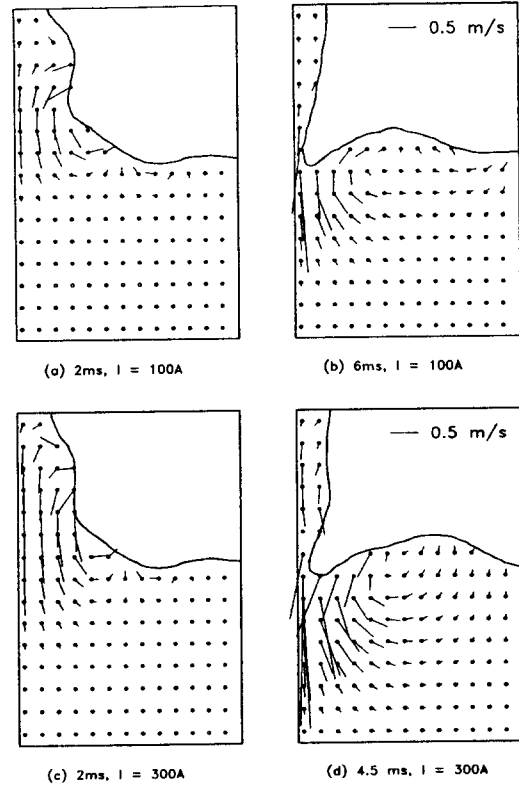 0.5 m/s
(a) 2ms, I = 100A
(b) 6ms, I = 100A
0.5 m/s
(c) 2ms, I = 300A
(d) 4.5 ms, I = 300A